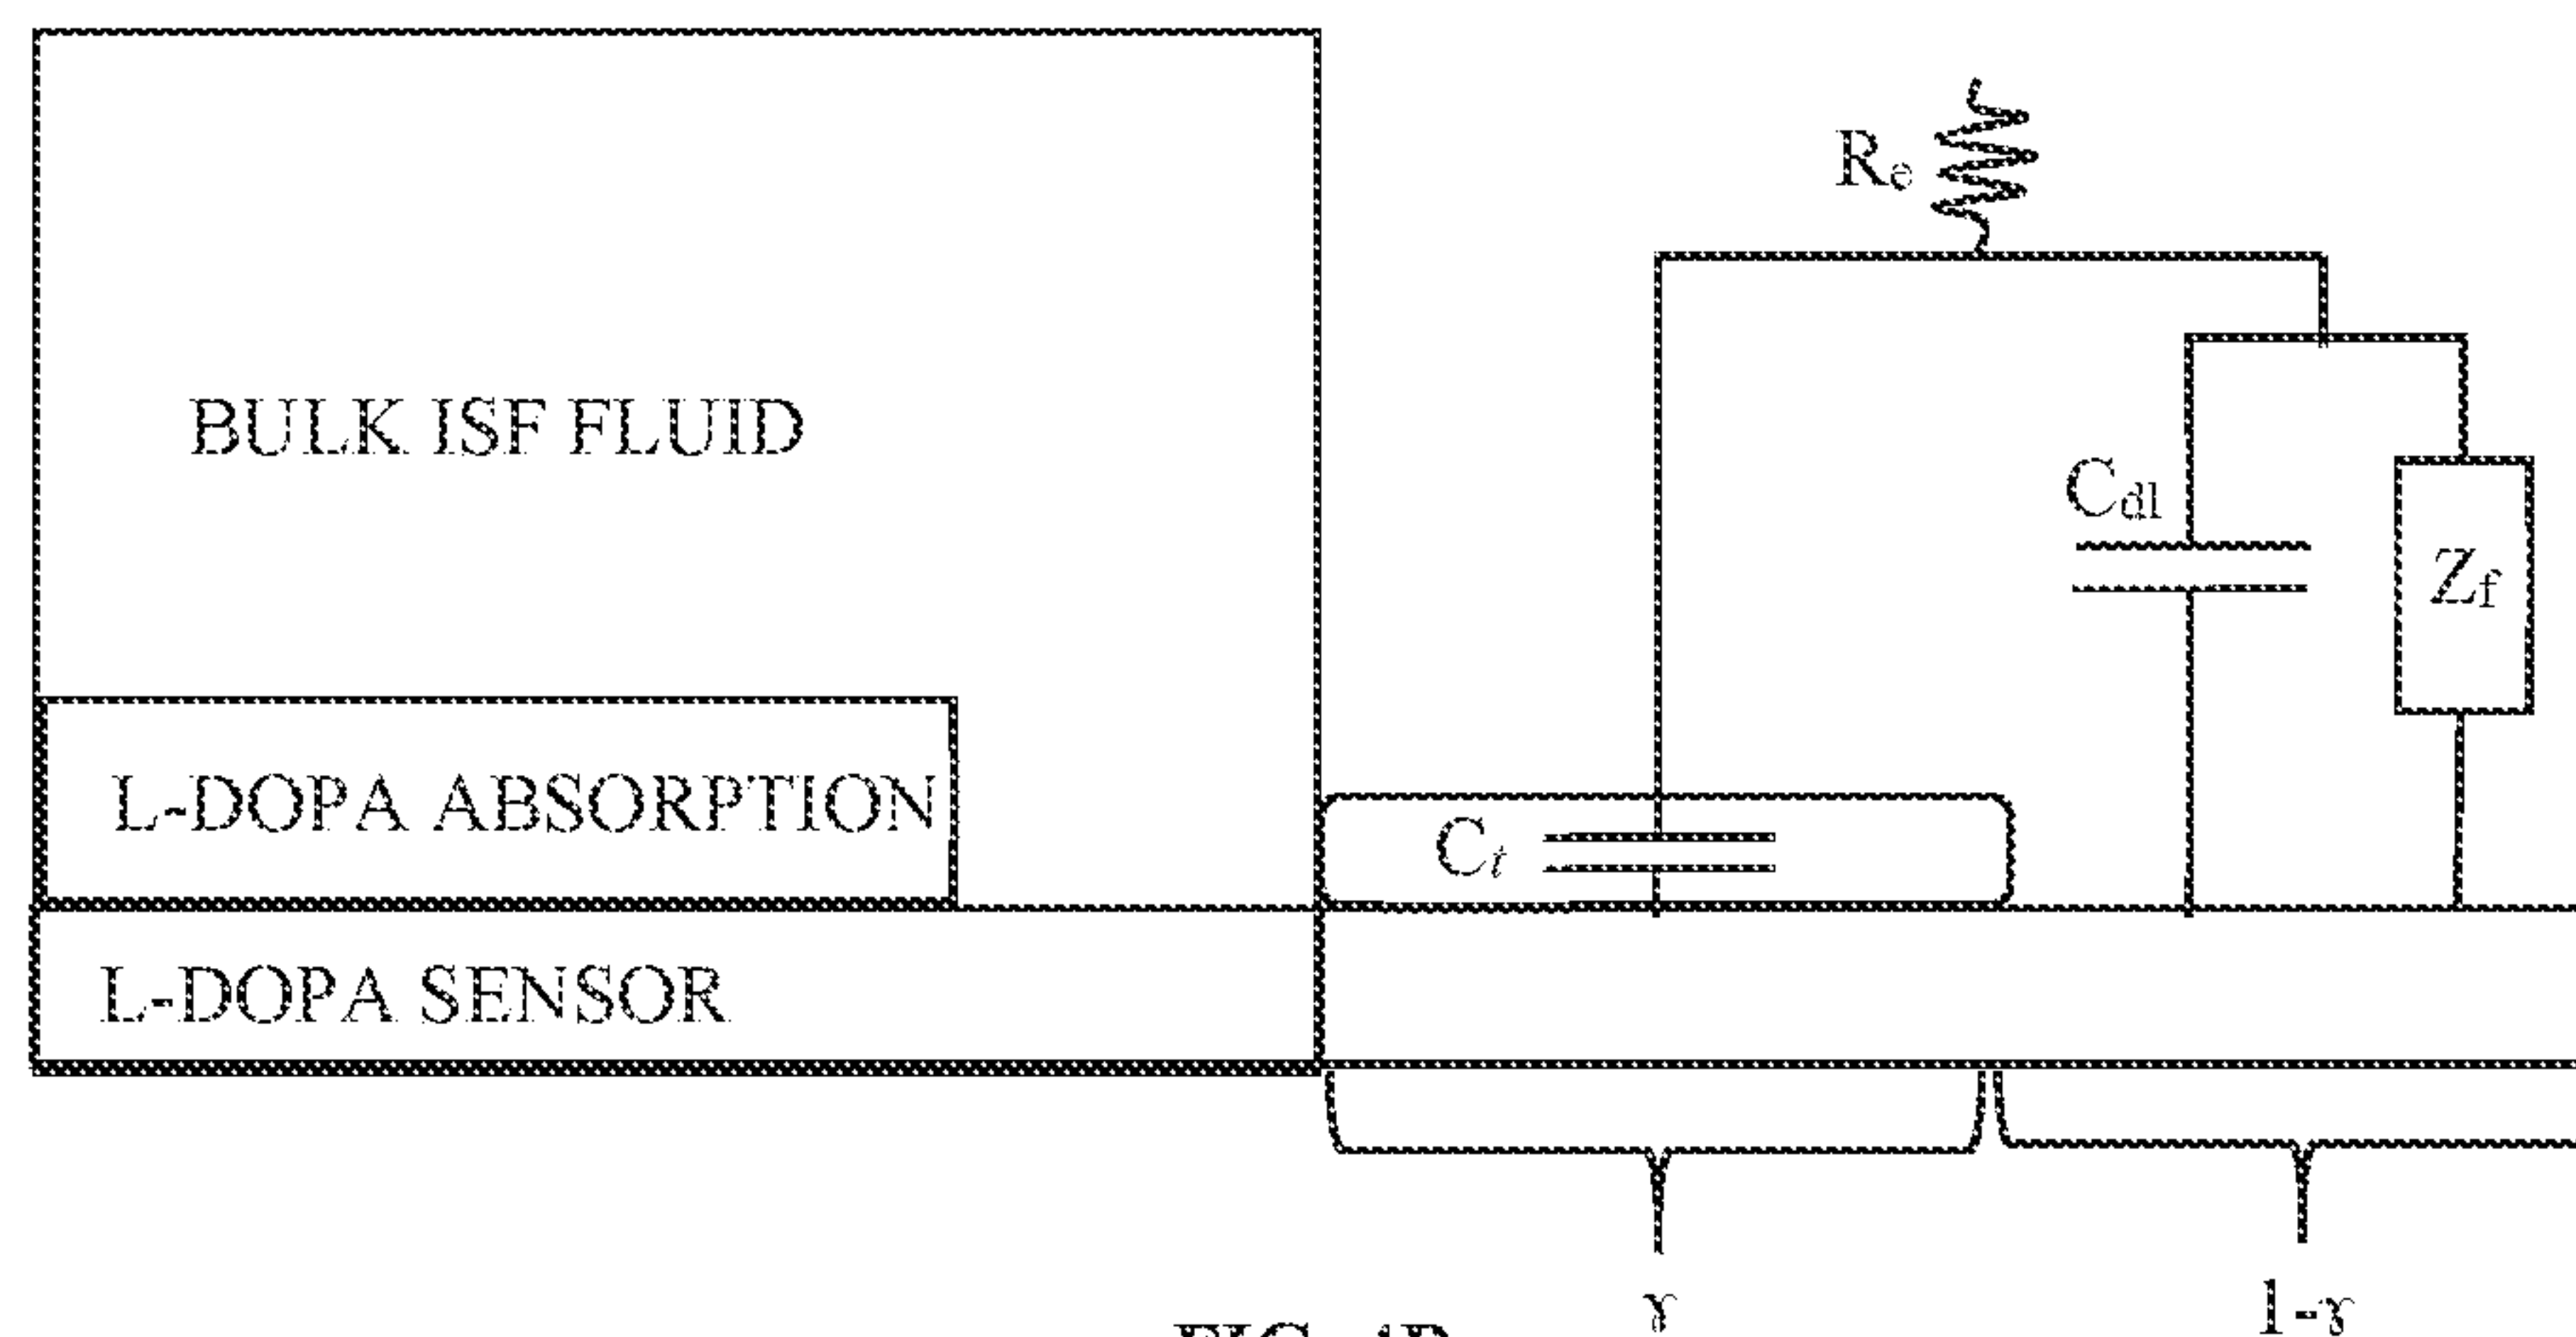 Re
BULK ISF FLUID
Cdl
Zf
L-DOPA ABSORPTION
Ct
L-DOPA SENSOR
γ
1-γ